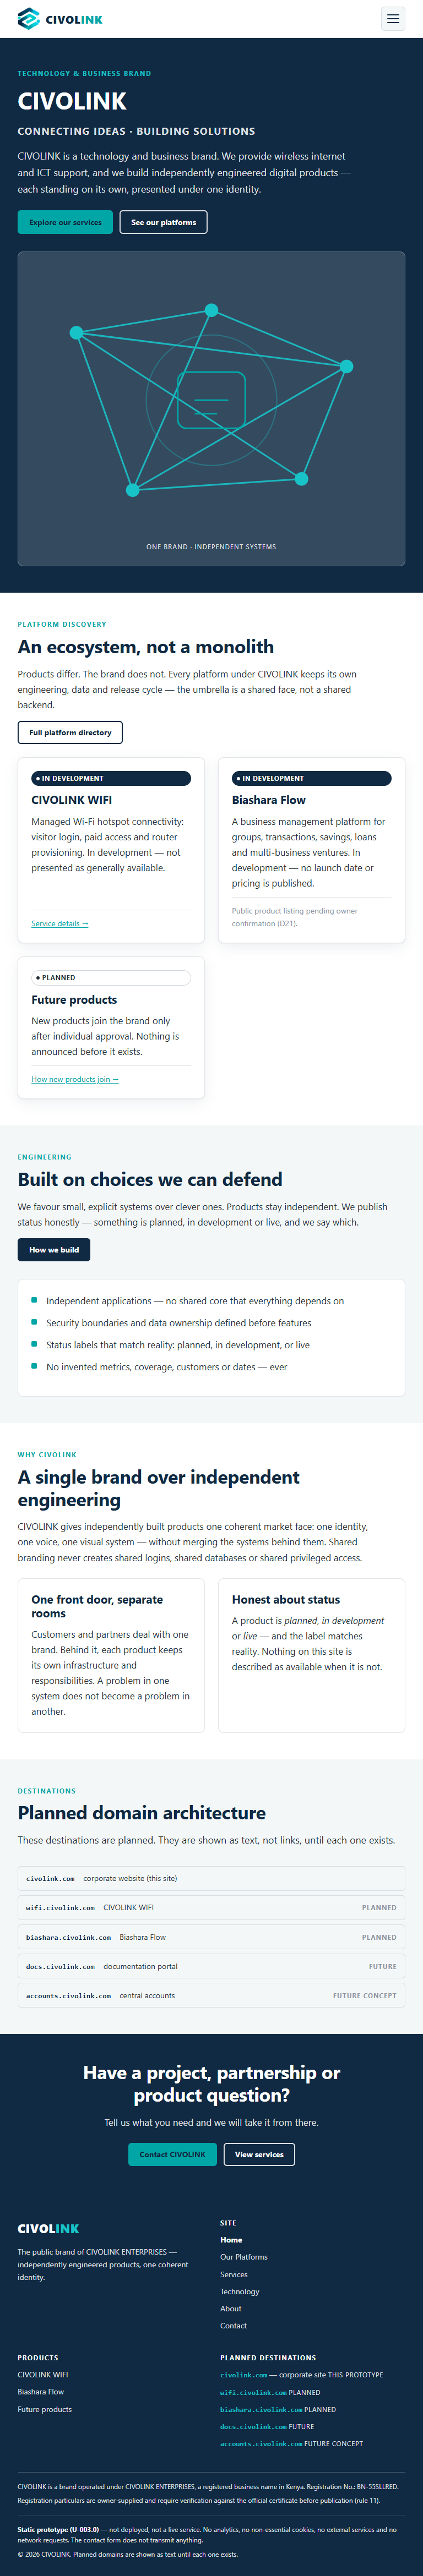 CIVOLINK
TECHNOLOGY & BUSINESS BRAND
CIVOLINK
CONNECTING IDEAS · BUILDING SOLUTIONS
CIVOLINK is a technology and business brand. We provide wireless internet
and ICT support, and we build independently engineered digital products —
each standing on its own, presented under one identity.
Explore our services
See our platforms
ONE BRAND · INDEPENDENT SYSTEMS
PLATFORM DISCOVERY
An ecosystem, not a monolith
Products differ. The brand does not. Every platform under CIVOLINK keeps its own
engineering, data and release cycle — the umbrella is a shared face, not a shared
backend.
Full platform directory
IN DEVELOPMENT
CIVOLINK WIFI
Managed Wi-Fi hotspot connectivity:
visitor login, paid access and router
provisioning. In development — not
presented as generally available.
Service details →
IN DEVELOPMENT
Biashara Flow
A business management platform for
groups, transactions, savings, loans
and multi-business ventures. In
development — no launch date or
pricing is published.
Public product listing pending owner
confirmation (D21).
PLANNED
Future products
New products join the brand only
after individual approval. Nothing is
announced before it exists.
How new products join →
ENGINEERING
Built on choices we can defend
We favour small, explicit systems over clever ones. Products stay independent. We publish
status honestly — something is planned, in development or live, and we say which.
How we build
Independent applications — no shared core that everything depends on
Security boundaries and data ownership defined before features
Status labels that match reality: planned, in development, or live
No invented metrics, coverage, customers or dates — ever
WHY CIVOLINK
A single brand over independent
engineering
CIVOLINK gives independently built products one coherent market face: one identity,
one voice, one visual system — without merging the systems behind them. Shared
branding never creates shared logins, shared databases or shared privileged access.
One front door, separate
rooms
Customers and partners deal with one
brand. Behind it, each product keeps
its own infrastructure and
responsibilities. A problem in one
system does not become a problem in
another.
Honest about status
A product is planned, in development
or live — and the label matches
reality. Nothing on this site is
described as available when it is not.
DESTINATIONS
Planned domain architecture
These destinations are planned. They are shown as text, not links, until each one exists.
civolink.com corporate website (this site)
wifi.civolink.com CIVOLINK WIFI PLANNED
biashara.civolink.com Biashara Flow PLANNED
docs.civolink.com documentation portal FUTURE
accounts.civolink.com central accounts FUTURE CONCEPT
Have a project, partnership or
product question?
Tell us what you need and we will take it from there.
Contact CIVOLINK
View services
CIVOLINK
The public brand of CIVOLINK ENTERPRISES —
independently engineered products, one coherent
identity.
SITE
Home
Our Platforms
Services
Technology
About
Contact
PRODUCTS
CIVOLINK WIFI
Biashara Flow
Future products
PLANNED DESTINATIONS
civolink.com — corporate site THIS PROTOTYPE
wifi.civolink.com PLANNED
biashara.civolink.com PLANNED
docs.civolink.com FUTURE
accounts.civolink.com FUTURE CONCEPT
CIVOLINK is a brand operated under CIVOLINK ENTERPRISES, a registered business name in Kenya. Registration No.: BN-55SLLRED.
Registration particulars are owner-supplied and require verification against the official certificate before publication (rule 11).
Static prototype (U-003.0) — not deployed, not a live service. No analytics, no non-essential cookies, no external services and no
network requests. The contact form does not transmit anything.
© 2026 CIVOLINK. Planned domains are shown as text until each one exists.